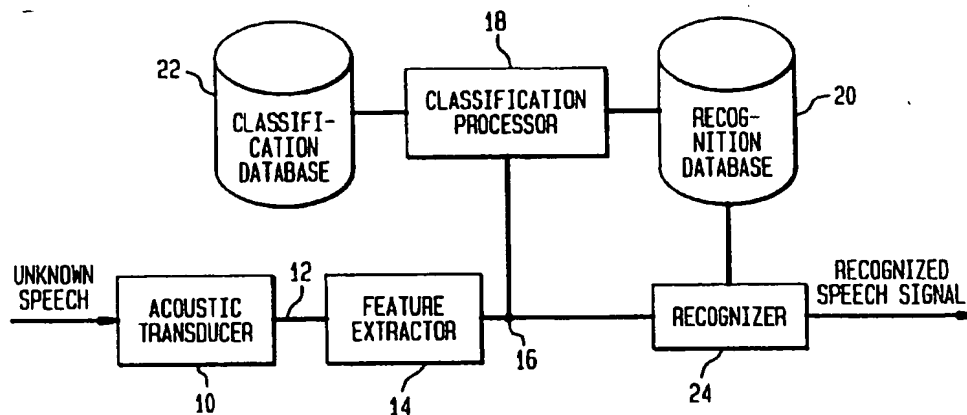 18
22
20
CLASSIFI-
CATION
DATABASE
CLASSIFICATION
PROCESSOR
RECOG-
NITION
DATABASE
UNKNOWN
SPEECH
12
ACOUSTIC
TRANSDUCER
FEATURE
EXTRACTOR
RECOGNIZER
RECOGNIZED
SPEECH SIGNAL
10
14
16
24